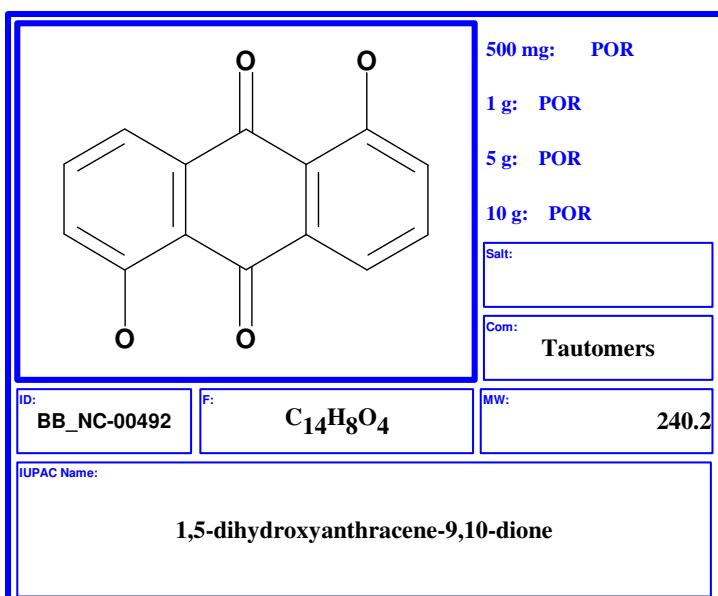 O O
O O
500 mg: POR
1 g: POR
5 g: POR
10 g: POR
Salt:
Com:
Tautomers
ID:
BB_NC-00492
F:
C14H8O4
MW:
240.2
IUPAC Name:
1,5-dihydroxyanthracene-9,10-dione